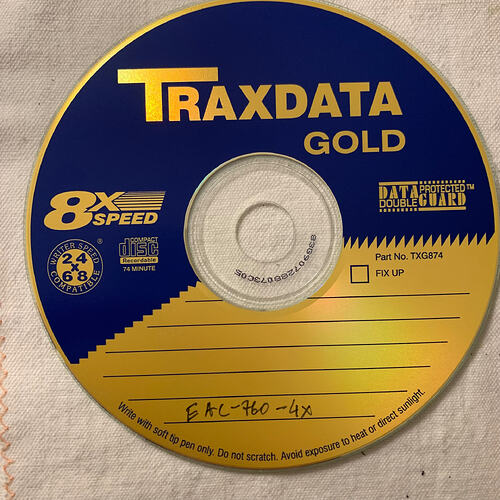 TRAXDATA
GOLD
8X SPEED
DATA PROTECTED™
DOUBLE GUARD
WRITER SPEED
2 4
x
6 8
COMPATIBLE
®
COMPACT
disc
Recordable
74 MINUTE
Part No. TXG874
FIX UP
EAC-760-4x
Write with soft tip pen only. Do not scratch. Avoid exposure to heat or direct sunlight.